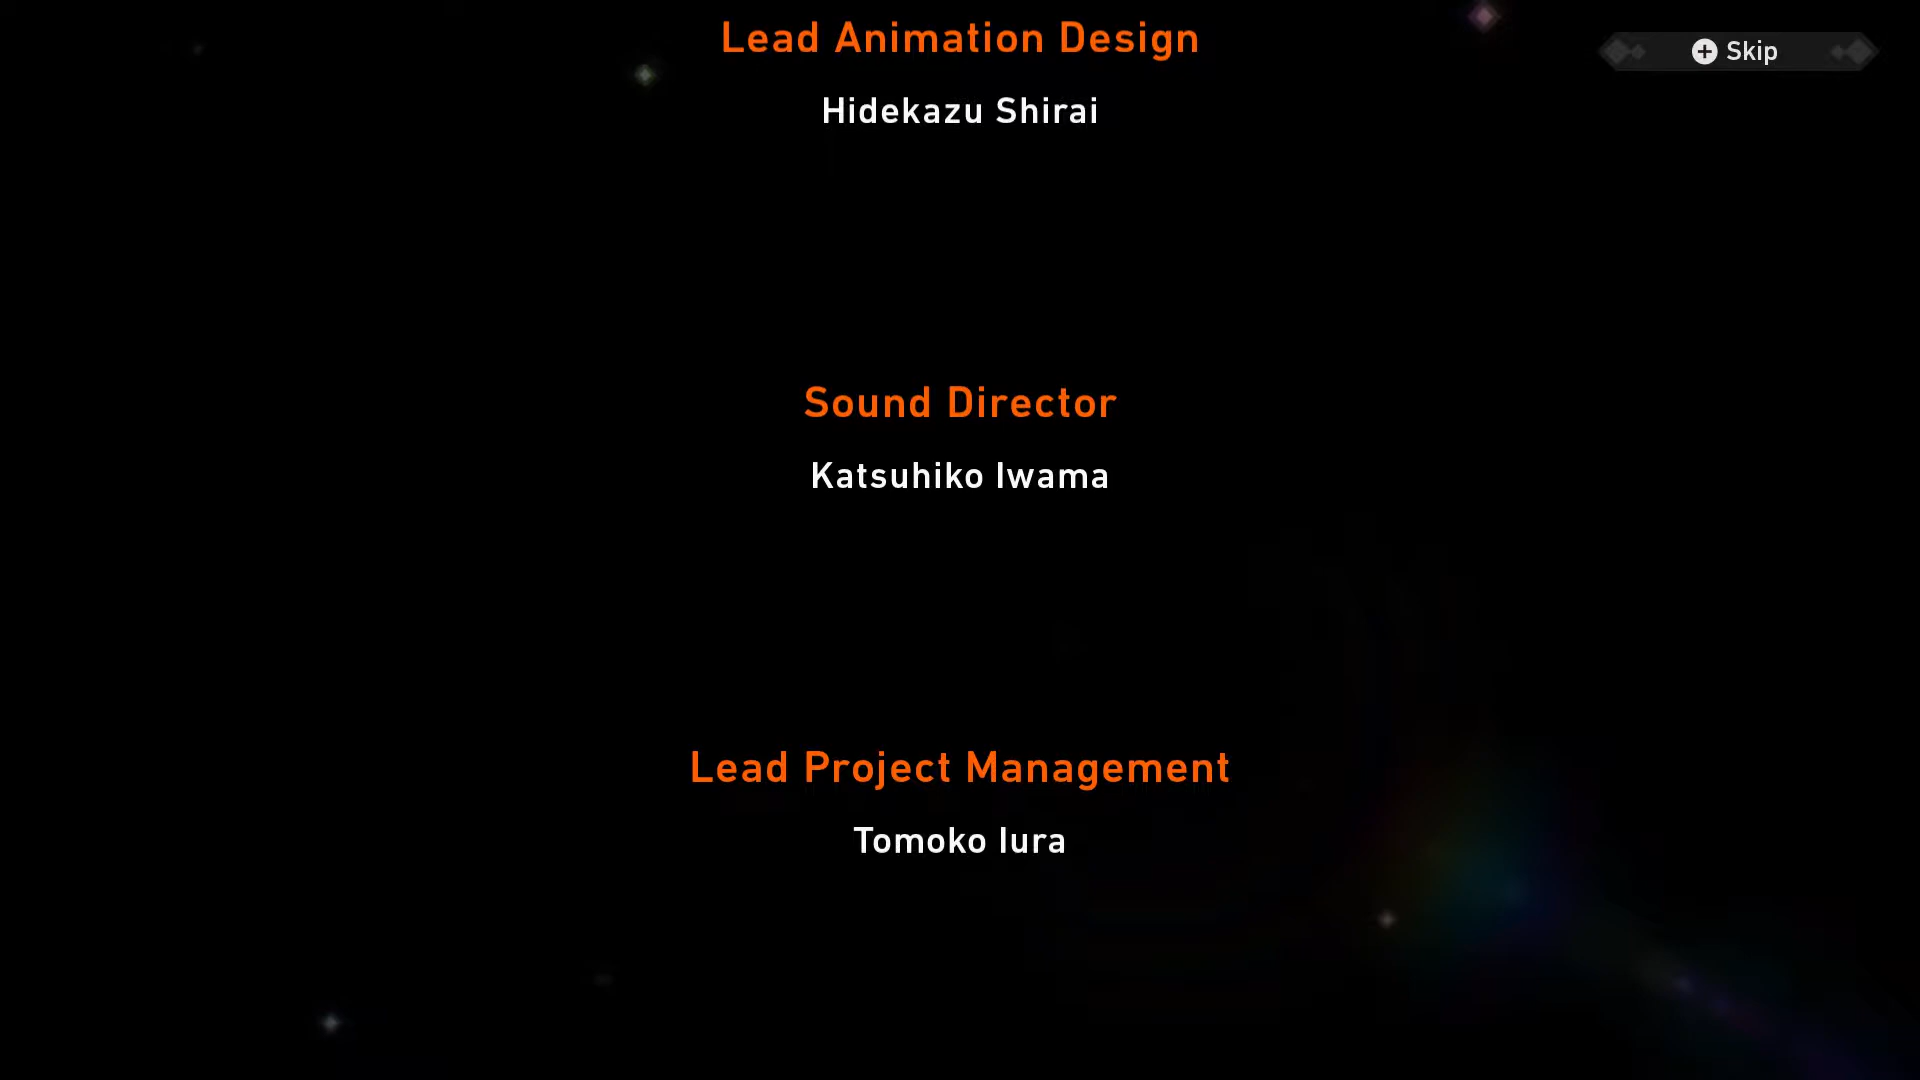 Lead Animation Design
Skip
Hidekazu Shirai
Sound Director
Katsuhiko Iwama
Lead Project Management
Tomoko Iura